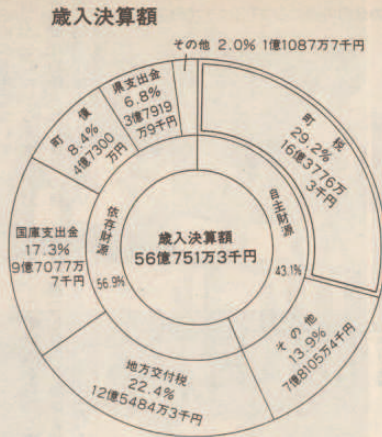 歳入決算額
その他 2.0% 1億1087万7千円
県支出金
6.8%
3億7919
万9千円
町税
29.2%
16億3776万
3千円
町債
8.4%
4億7300
万円
国庫支出金
17.3%
9億7077万
7千円
依存財源
56.9%
歳入決算額
56億751万3千円
自主財源
43.1%
その他
13.9%
7億8105万4千円
地方交付税
22.4%
12億5484万3千円